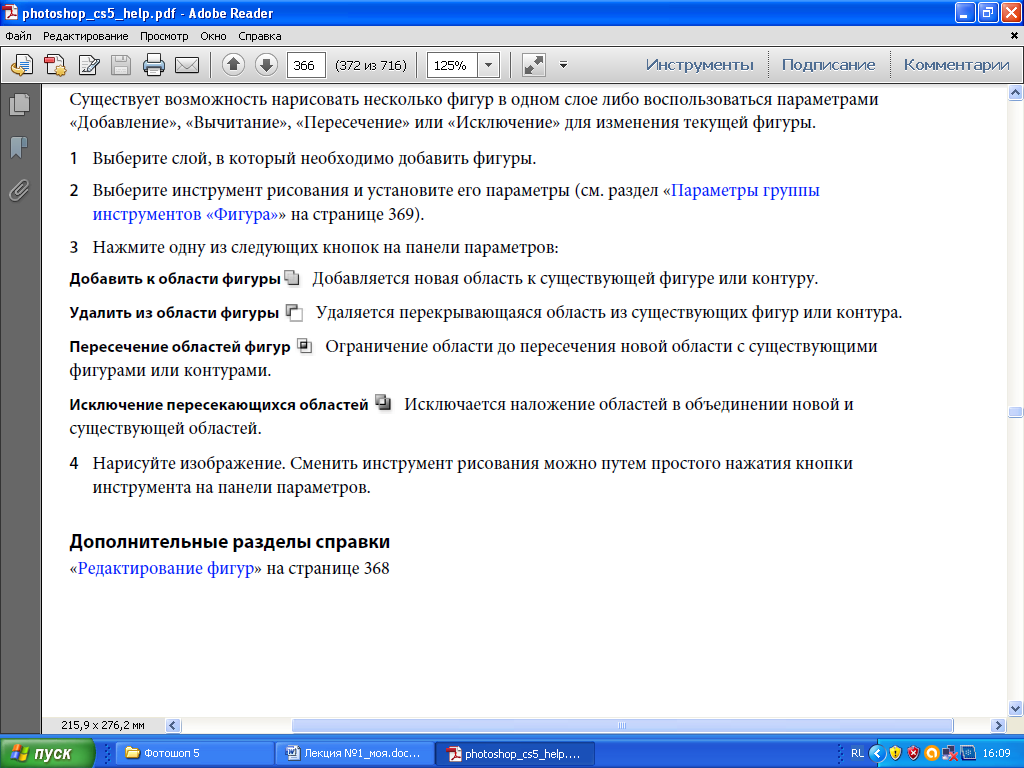 photoshop_cs5_help.pdf - Adobe Reader
Файл Редактирование Просмотр Окно Справка
366 (372 из 716) 125% Инструменты Подписание Комментарии
Существует возможность нарисовать несколько фигур в одном слое либо воспользоваться параметрами
«Добавление», «Вычитание», «Пересечение» или «Исключение» для изменения текущей фигуры.
1 Выберите слой, в который необходимо добавить фигуры.
2 Выберите инструмент рисования и установите его параметры (см. раздел «Параметры группы
инструментов «Фигура»» на странице 369).
3 Нажмите одну из следующих кнопок на панели параметров:
Добавить к области фигуры Добавляется новая область к существующей фигуре или контуру.
Удалить из области фигуры Удаляется перекрывающаяся область из существующих фигур или контура.
Пересечение областей фигур Ограничение области до пересечения новой области с существующими
фигурами или контурами.
Исключение пересекающихся областей Исключается наложение областей в объединении новой и
существующей областей.
4 Нарисуйте изображение. Сменить инструмент рисования можно путем простого нажатия кнопки
инструмента на панели параметров.
Дополнительные разделы справки
«Редактирование фигур» на странице 368
215,9 x 276,2 мм
пуск Фотошоп 5 Лекция №1_моя.doc... photoshop_cs5_help.... RL 16:09